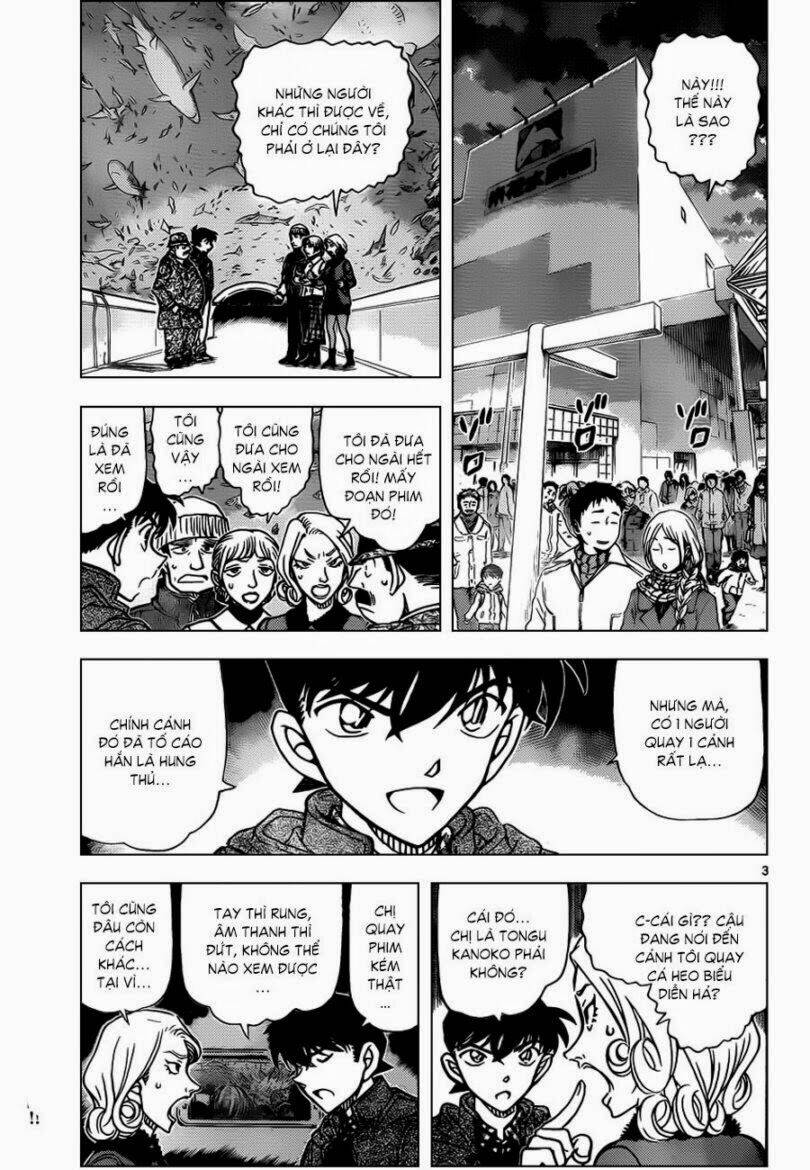 NÀY!!!
THẾ NÀY
LÀ SAO
???
NHỮNG NGƯỜI
KHÁC THÌ ĐƯỢC VỀ,
CHỈ CÓ CHÚNG TÔI
PHẢI Ở LẠI ĐÂY?
TÔI ĐÃ ĐƯA
CHO NGÀI HẾT
RỒI! MẤY
ĐOẠN PHIM
ĐÓ!
TÔI CŨNG
ĐƯA CHO
NGÀI XEM
RỒI!
TÔI
CŨNG
VẬY
...
ĐÚNG
LÀ ĐÃ
XEM
RỒI
...
NHƯNG MÀ,
CÓ 1 NGƯỜI
QUAY 1 CẢNH
RẤT LẠ...
CHÍNH CẢNH
ĐÓ ĐÃ TỐ CÁO
HẮN LÀ HUNG
THỦ...
3
C-CÁI GÌ?? CẬU
ĐANG NÓI ĐẾN
CẢNH TÔI QUAY
CÁ HEO BIỂU
DIỄN HẢ?
CÁI ĐÓ...
CHỊ LÀ TONGU
KANOKO PHẢI
KHÔNG?
CHỊ
QUAY
PHIM
KÉM
THẬT
...
TAY THÌ RUNG,
ÂM THANH THÌ
ĐỨT, KHÔNG THỂ
NÀO XEM ĐƯỢC
...
TÔI CŨNG
ĐÂU CÒN
CÁCH
KHÁC...
TẠI VÌ...
!!